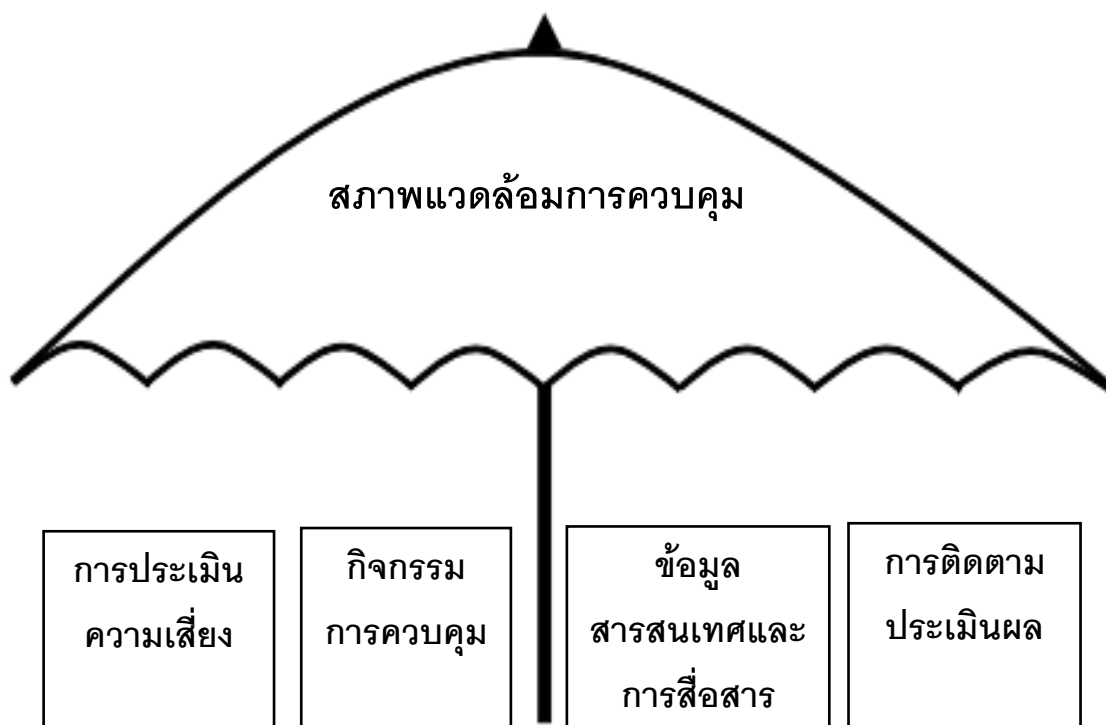 สภาพแวดล้อมการควบคุม
การประเมิน
ความเสี่ยง
กิจกรรม
การควบคุม
ข้อมูล
สารสนเทศและ
การสื่อสาร
การติดตาม
ประเมินผล